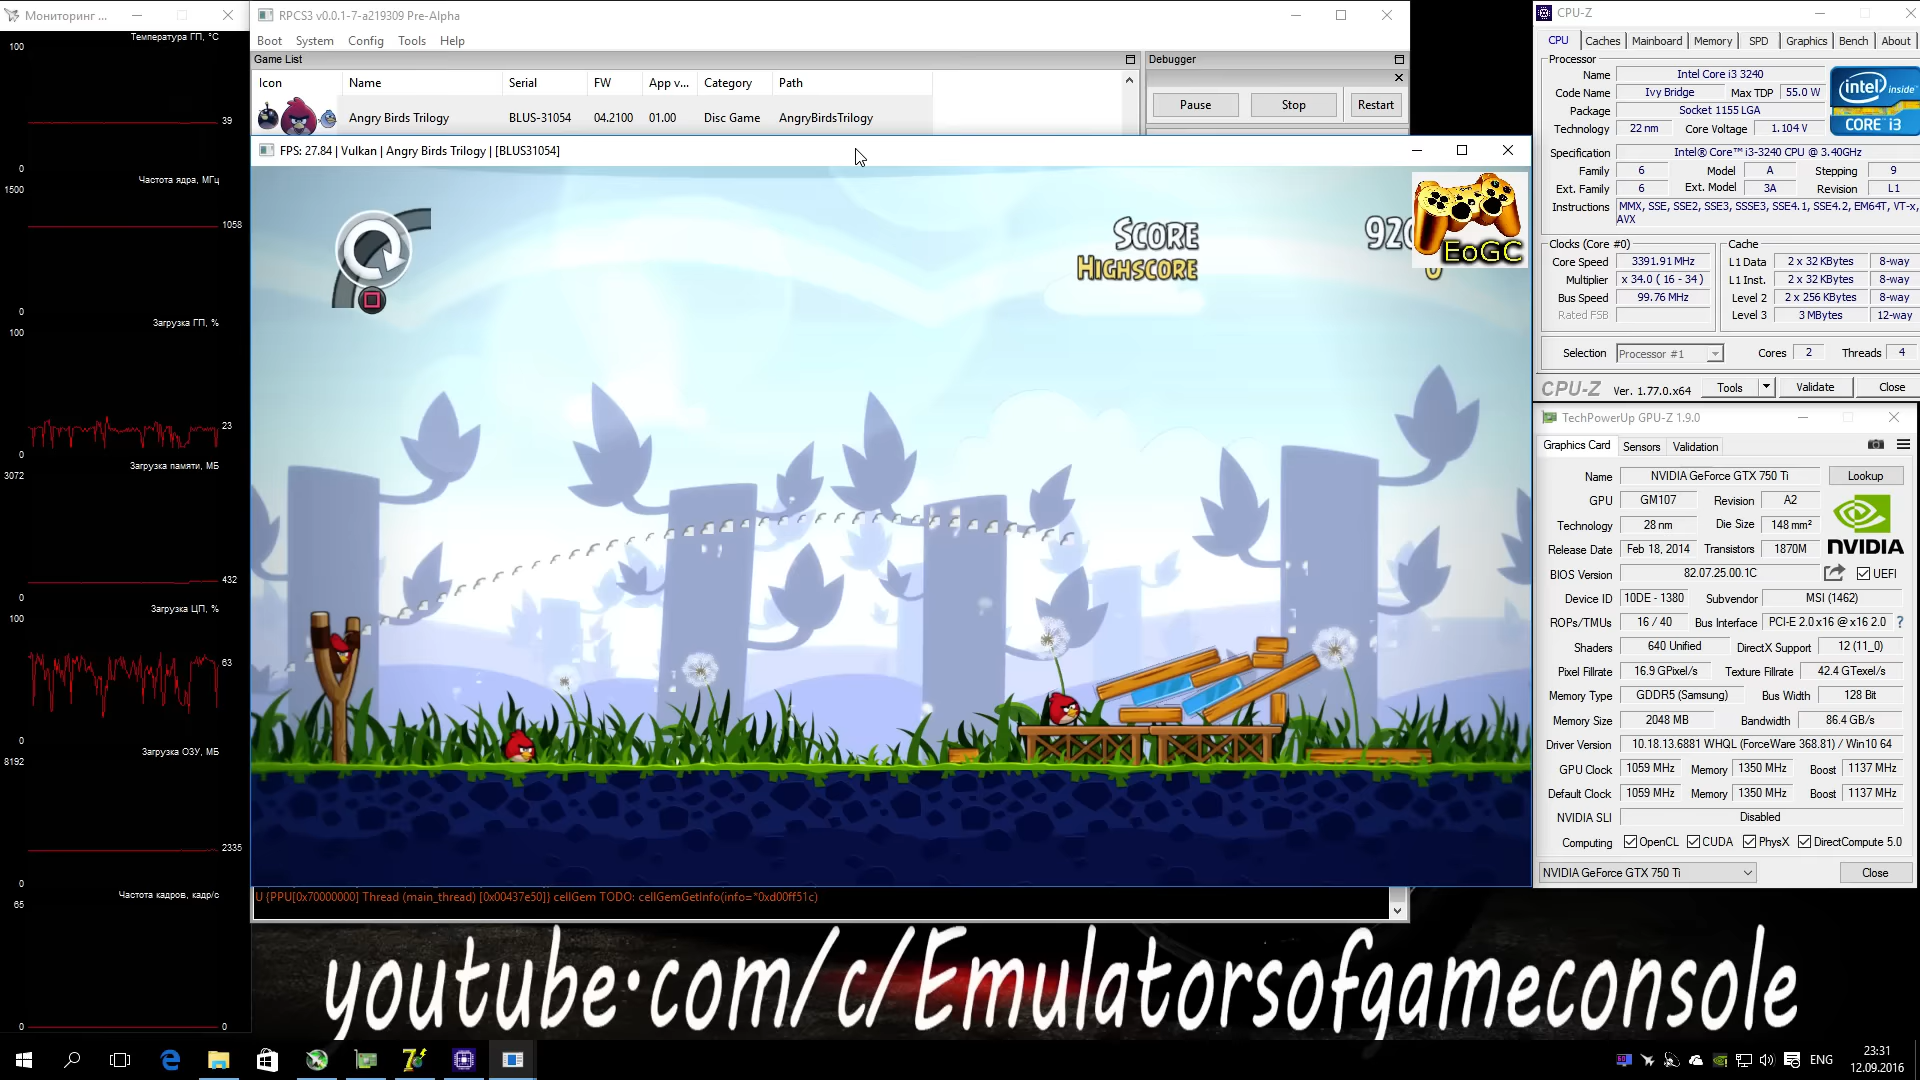 Мониторинг ...
Температура ГП, °C
100
39
0
Частота ядра, МГц
1500
1058
0
Загрузка ГП, %
100
23
0
Загрузка памяти, МБ
3072
432
0
Загрузка ЦП, %
100
63
0
Загрузка ОЗУ, МБ
8192
2335
0
Частота кадров, кадр/с
65
0
0
RPCS3 v0.0.1-7-a219309 Pre-Alpha
Boot System Config Tools Help
Game List
Icon Name Serial FW App v... Category Path
Angry Birds Trilogy BLUS-31054 04.2100 01.00 Disc Game AngryBirdsTrilogy
Debugger
Pause Stop Restart
FPS: 27.84 | Vulkan | Angry Birds Trilogy | [BLUS31054]
SCORE 920
HIGHSCORE 0
EoGC
U {PPU[0x70000000] Thread (main_thread) [0x00437e50]} cellGem TODO: cellGemGetInfo(info=*0xd00ff51c)
youtube.com/c/Emulatorsofgameconsole
CPU-Z
CPU Caches Mainboard Memory SPD Graphics Bench About
Processor
Name Intel Core i3 3240
Code Name Ivy Bridge Max TDP 55.0 W
Package Socket 1155 LGA
Technology 22 nm Core Voltage 1.104 V
intel inside
CORE i3
Specification Intel® Core™ i3-3240 CPU @ 3.40GHz
Family 6 Model A Stepping 9
Ext. Family 6 Ext. Model 3A Revision L1
Instructions MMX, SSE, SSE2, SSE3, SSSE3, SSE4.1, SSE4.2, EM64T, VT-x,
AVX
Clocks (Core #0)
Core Speed 3391.91 MHz
Multiplier x 34.0 ( 16 - 34 )
Bus Speed 99.76 MHz
Rated FSB
Cache
L1 Data 2 x 32 KBytes 8-way
L1 Inst. 2 x 32 KBytes 8-way
Level 2 2 x 256 KBytes 8-way
Level 3 3 MBytes 12-way
Selection Processor #1 Cores 2 Threads 4
CPU-Z Ver. 1.77.0.x64 Tools Validate Close
TechPowerUp GPU-Z 1.9.0
Graphics Card Sensors Validation
Name NVIDIA GeForce GTX 750 Ti Lookup
GPU GM107 Revision A2
Technology 28 nm Die Size 148 mm²
Release Date Feb 18, 2014 Transistors 1870M
NVIDIA
BIOS Version 82.07.25.00.1C UEFI
Device ID 10DE - 1380 Subvendor MSI (1462)
ROPs/TMUs 16 / 40 Bus Interface PCI-E 2.0 x16 @ x16 2.0 ?
Shaders 640 Unified DirectX Support 12 (11_0)
Pixel Fillrate 16.9 GPixel/s Texture Fillrate 42.4 GTexel/s
Memory Type GDDR5 (Samsung) Bus Width 128 Bit
Memory Size 2048 MB Bandwidth 86.4 GB/s
Driver Version 10.18.13.6881 WHQL (ForceWare 368.81) / Win10 64
GPU Clock 1059 MHz Memory 1350 MHz Boost 1137 MHz
Default Clock 1059 MHz Memory 1350 MHz Boost 1137 MHz
NVIDIA SLI Disabled
Computing OpenCL CUDA PhysX DirectCompute 5.0
NVIDIA GeForce GTX 750 Ti Close
ENG
23:31
12.09.2016